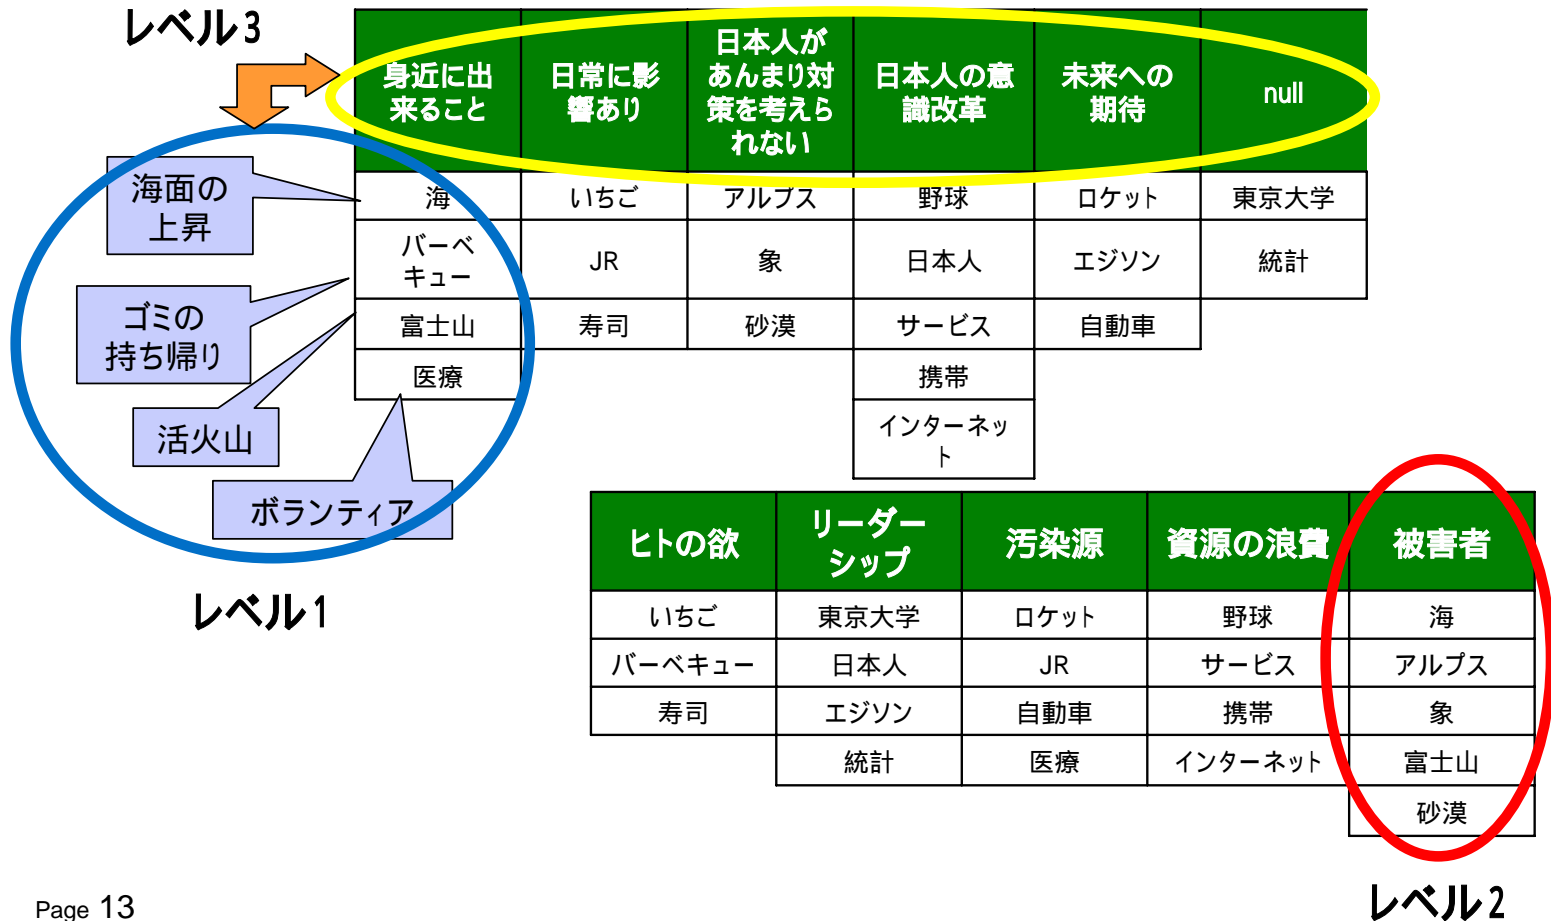 レベル3
身近に出
来ること
日常に影
響あり
日本人が
あんまり対
策を考えら
れない
日本人の意
識改革
未来への
期待
null
海
いちご
アルプス
野球
ロケット
東京大学
バーベ
キュー
JR
象
日本人
エジソン
統計
富士山
寿司
砂漠
サービス
自動車
医療
携帯
インターネッ
ト
海面の
上昇
ゴミの
持ち帰り
活火山
ボランティア
レベル1
ヒトの欲
リーダー
シップ
汚染源
資源の浪費
被害者
いちご
東京大学
ロケット
野球
海
バーベキュー
日本人
JR
サービス
アルプス
寿司
エジソン
自動車
携帯
象
統計
医療
インターネット
富士山
砂漠
レベル2
Page 13